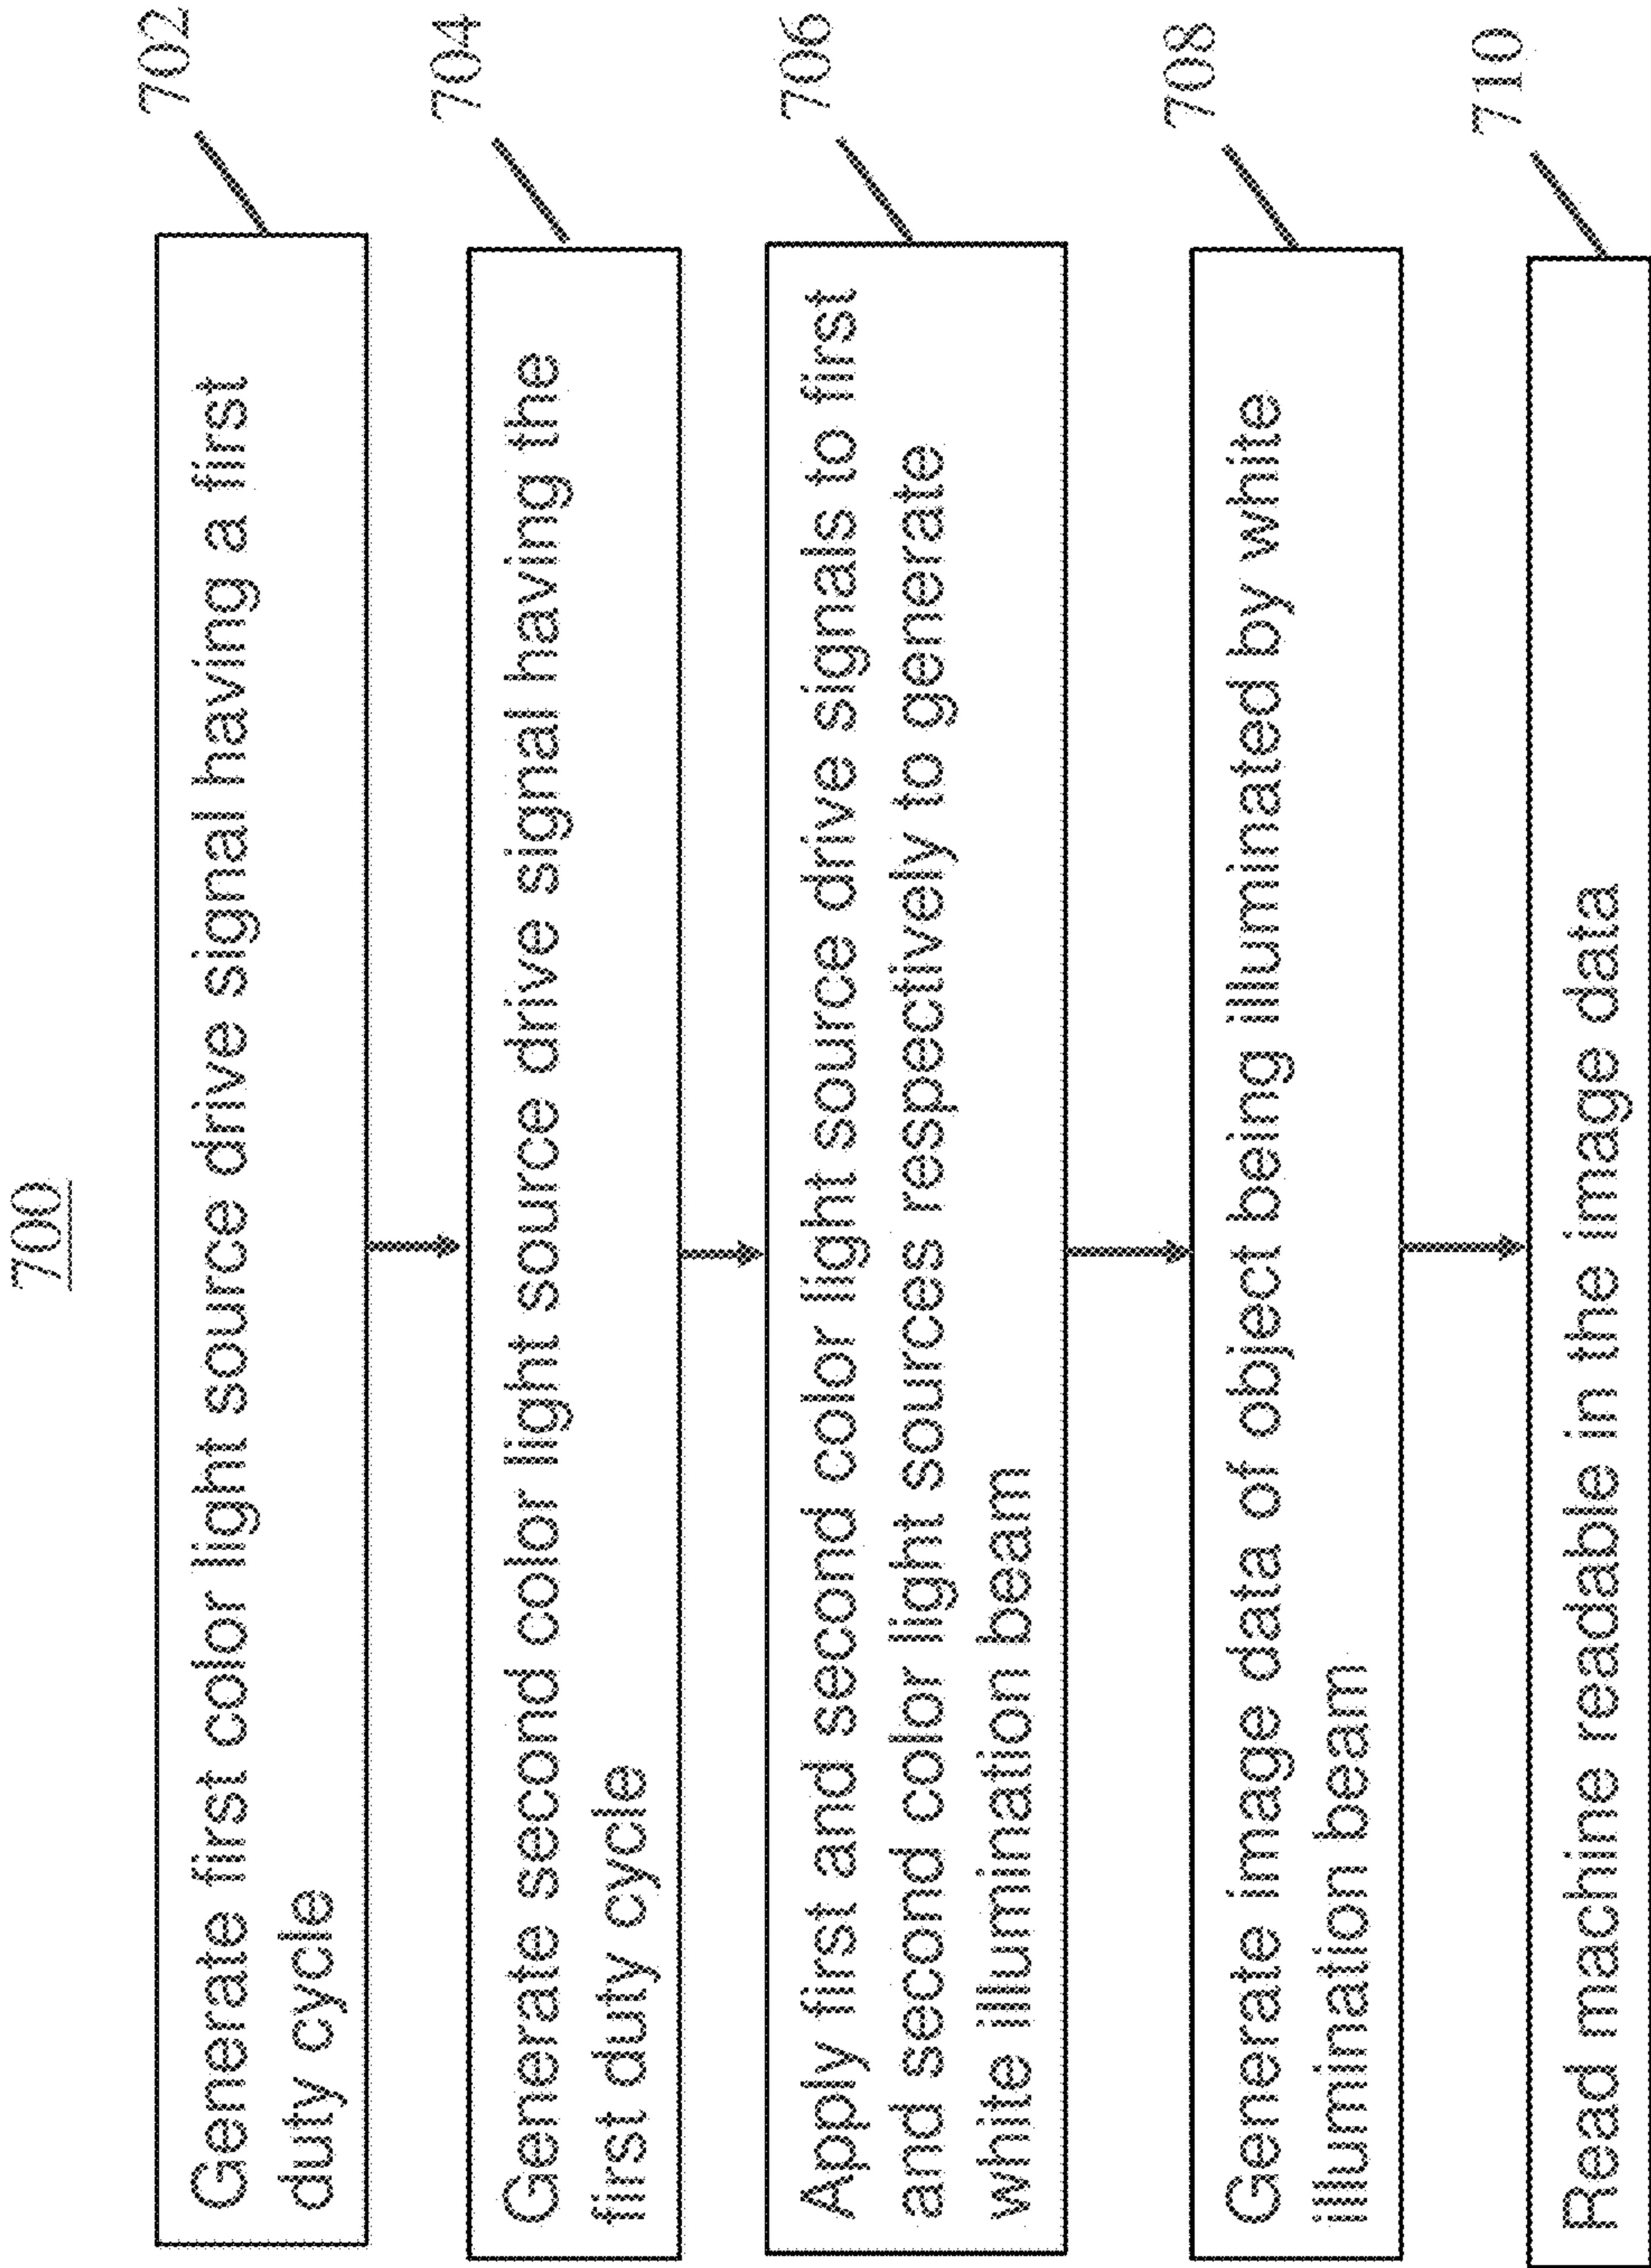 700
Generate first color light source drive signal having a first
duty cycle
702
Generate second color light source drive signal having the
first duty cycle
704
Apply first and second color light source drive signals to first
and second color light sources respectively to generate
white illumination beam
706
Generate image data of object being illuminated by white
illumination beam
708
Read machine readable in the image data
710